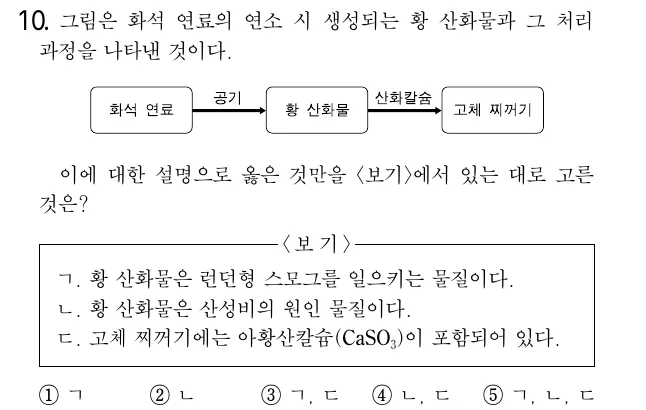 10. 그림은 화석 연료의 연소 시 생성되는 황 산화물과 그 처리
과정을 나타낸 것이다.
화석 연료 공기 황 산화물 산화칼슘 고체 찌꺼기
이에 대한 설명으로 옳은 것만을 <보기>에서 있는 대로 고른
것은?
<보 기>
ㄱ. 황 산화물은 런던형 스모그를 일으키는 물질이다.
ㄴ. 황 산화물은 산성비의 원인 물질이다.
ㄷ. 고체 찌꺼기에는 아황산칼슘(CaSO₃)이 포함되어 있다.
① ㄱ ② ㄴ ③ ㄱ, ㄷ ④ ㄴ, ㄷ ⑤ ㄱ, ㄴ, ㄷ